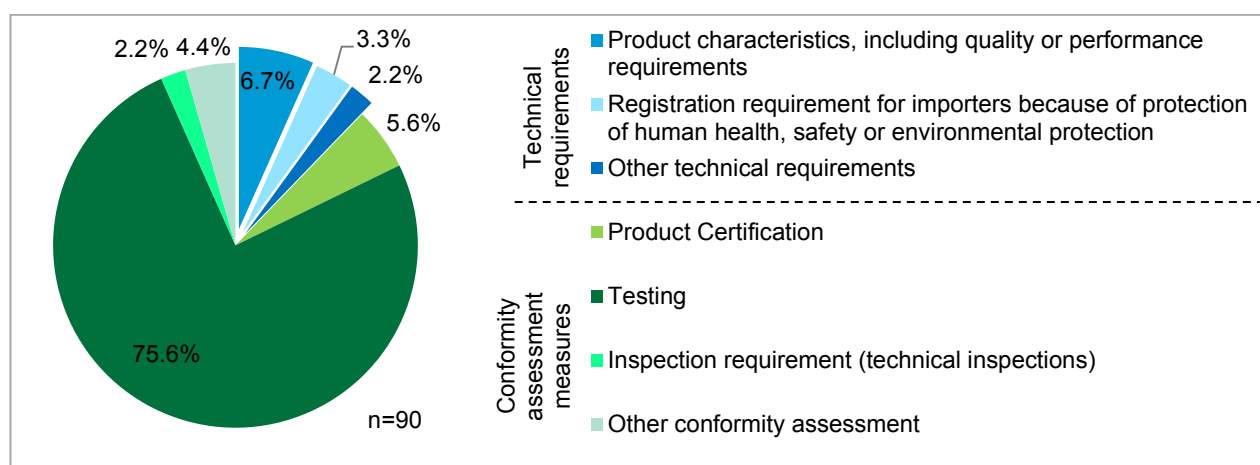 2.2%
4.4%
6.7%
3.3%
2.2%
5.6%
75.6%
n=90
Technical
requirements
Product characteristics, including quality or performance
requirements
Registration requirement for importers because of protection
of human health, safety or environmental protection
Other technical requirements
Conformity
assessment
measures
Product Certification
Testing
Inspection requirement (technical inspections)
Other conformity assessment